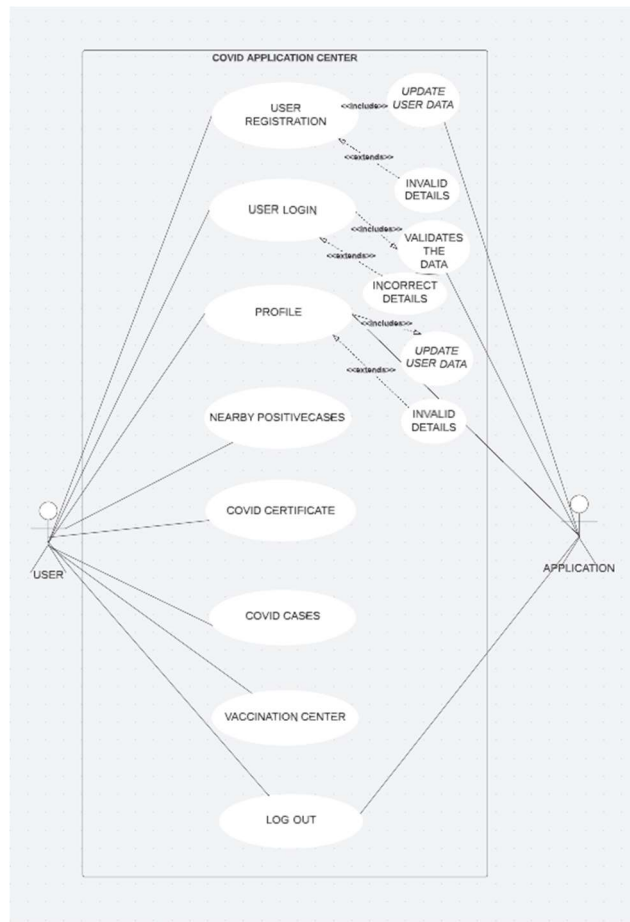 COVID APPLICATION CENTER
USER
REGISTRATION
<<include>>
UPDATE
USER DATA
<<extends>>
INVALID
DETAILS
USER LOGIN
<<includes>>
VALIDATES
THE
DATA
<<extends>>
INCORRECT
DETAILS
PROFILE
<<includes>>
UPDATE
USER DATA
<<extends>>
INVALID
DETAILS
NEARBY POSITIVECASES
COVID CERTIFICATE
USER
APPLICATION
COVID CASES
VACCINATION CENTER
LOG OUT